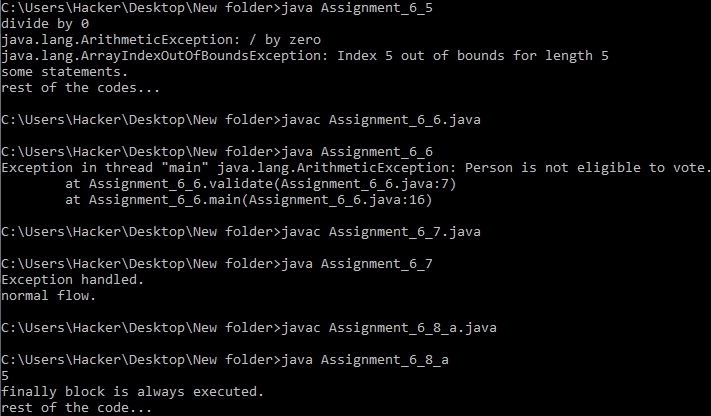 C:\Users\Hacker\Desktop\New folder>java Assignment_6_5
divide by 0
java.lang.ArithmeticException: / by zero
java.lang.ArrayIndexOutOfBoundsException: Index 5 out of bounds for length 5
some statements.
rest of the codes...
C:\Users\Hacker\Desktop\New folder>javac Assignment_6_6.java
C:\Users\Hacker\Desktop\New folder>java Assignment_6_6
Exception in thread "main" java.lang.ArithmeticException: Person is not eligible to vote.
at Assignment_6_6.validate(Assignment_6_6.java:7)
at Assignment_6_6.main(Assignment_6_6.java:16)
C:\Users\Hacker\Desktop\New folder>javac Assignment_6_7.java
C:\Users\Hacker\Desktop\New folder>java Assignment_6_7
Exception handled.
normal flow.
C:\Users\Hacker\Desktop\New folder>javac Assignment_6_8_a.java
C:\Users\Hacker\Desktop\New folder>java Assignment_6_8_a
5
finally block is always executed.
rest of the code...